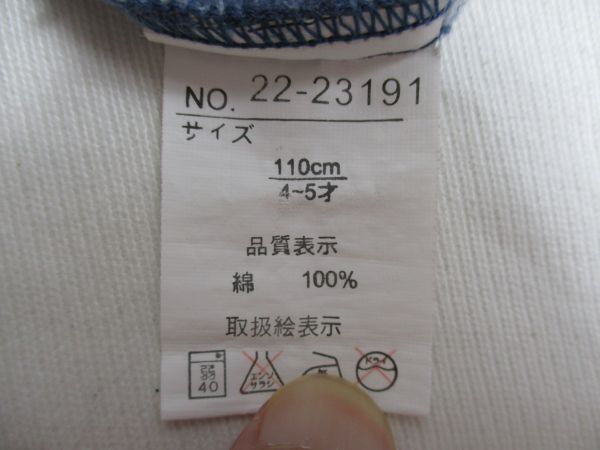 NO. 22-23191
サイズ
110cm
4~5才
品質表示
綿 100%
取扱絵表示
40
エンソ
サラシ
ドライ